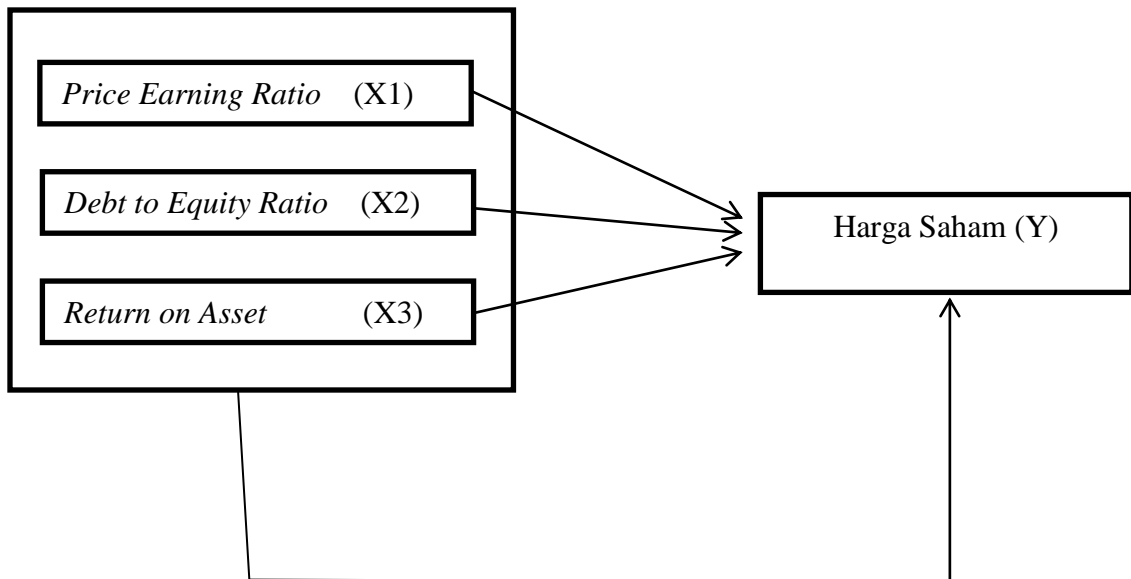 Price Earning Ratio (X1)
Debt to Equity Ratio (X2)
Return on Asset (X3)
Harga Saham (Y)